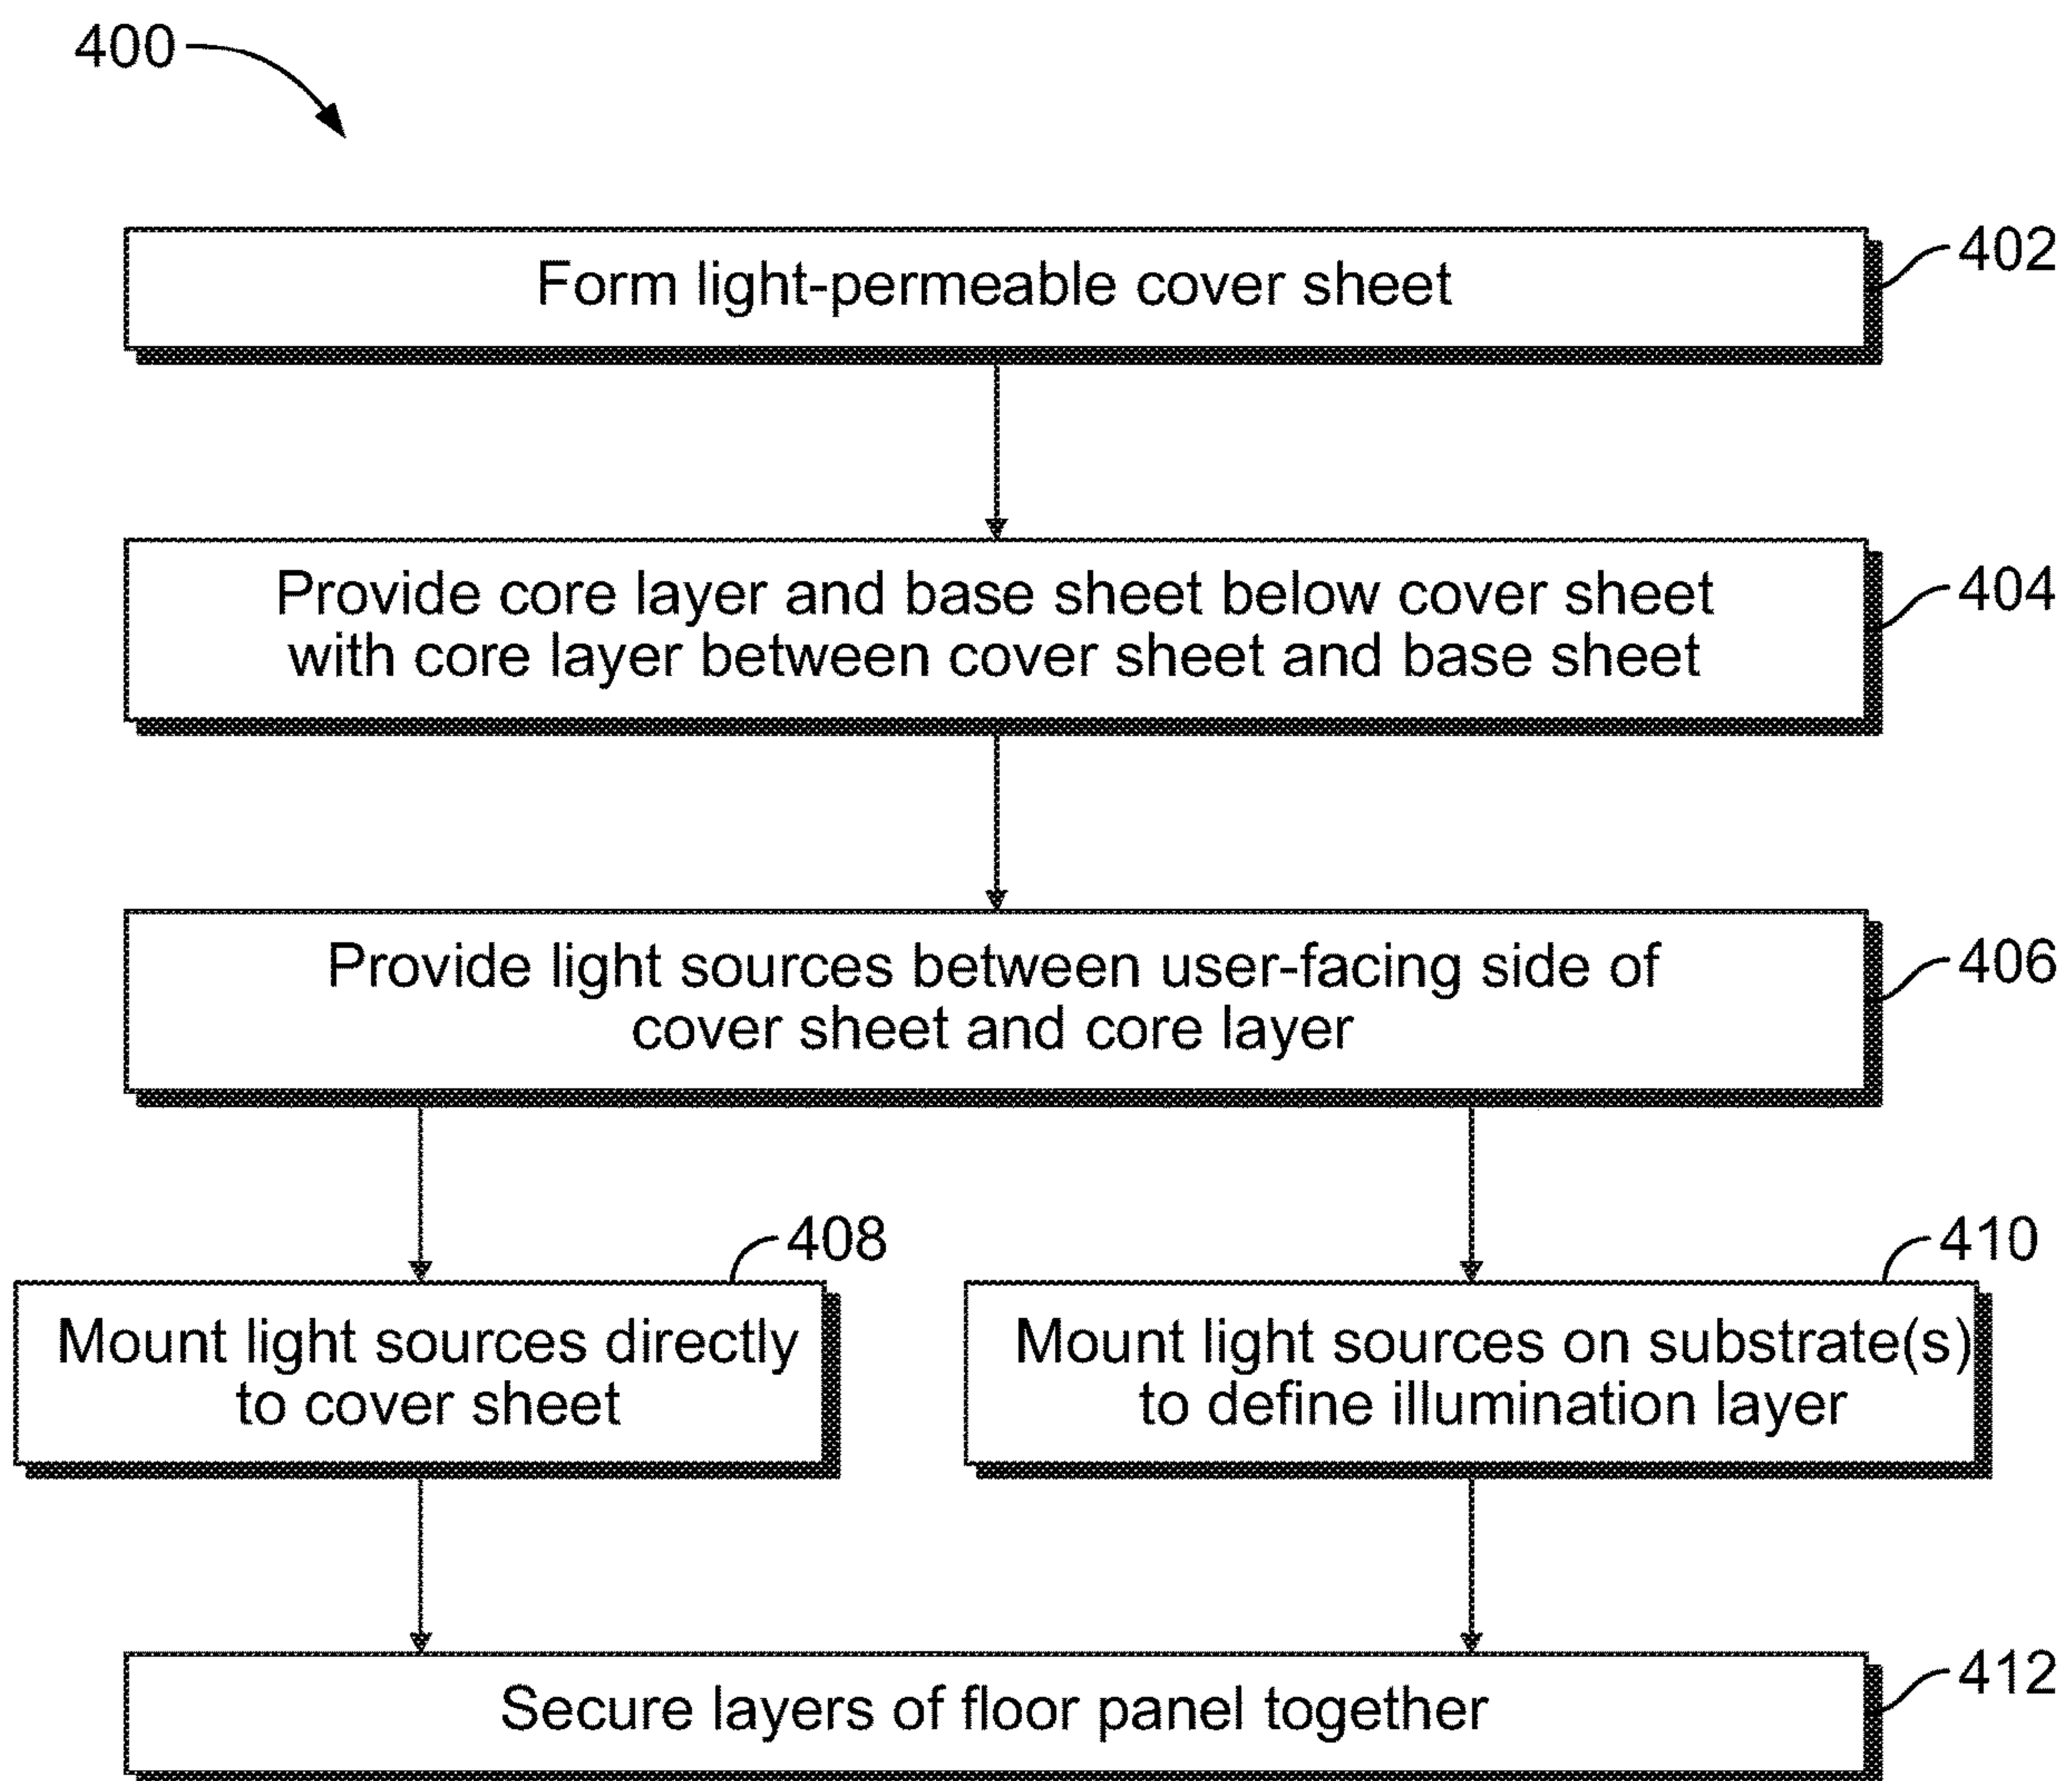 400
Form light-permeable cover sheet
402
Provide core layer and base sheet below cover sheet
with core layer between cover sheet and base sheet
404
Provide light sources between user-facing side of
cover sheet and core layer
406
408
Mount light sources directly
to cover sheet
410
Mount light sources on substrate(s)
to define illumination layer
Secure layers of floor panel together
412